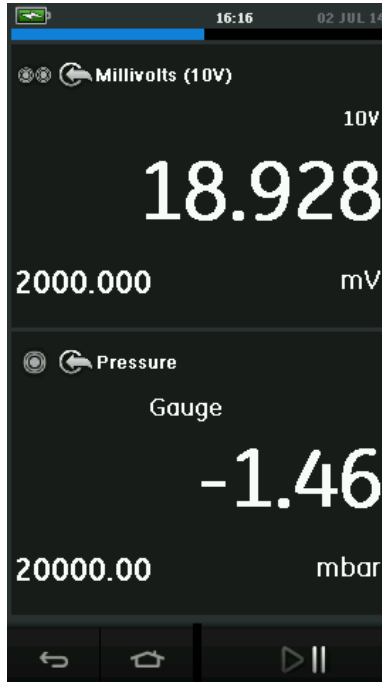 16:16 02 JUL 14
Millivolts (10V)
10V
18.928
2000.000 mV
Pressure
Gauge
-1.46
20000.00 mbar